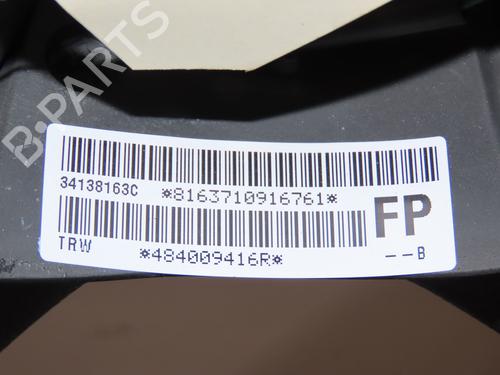 B·PARTS
34138163C *8163710916761*
FP
TRW *484009416R* --B